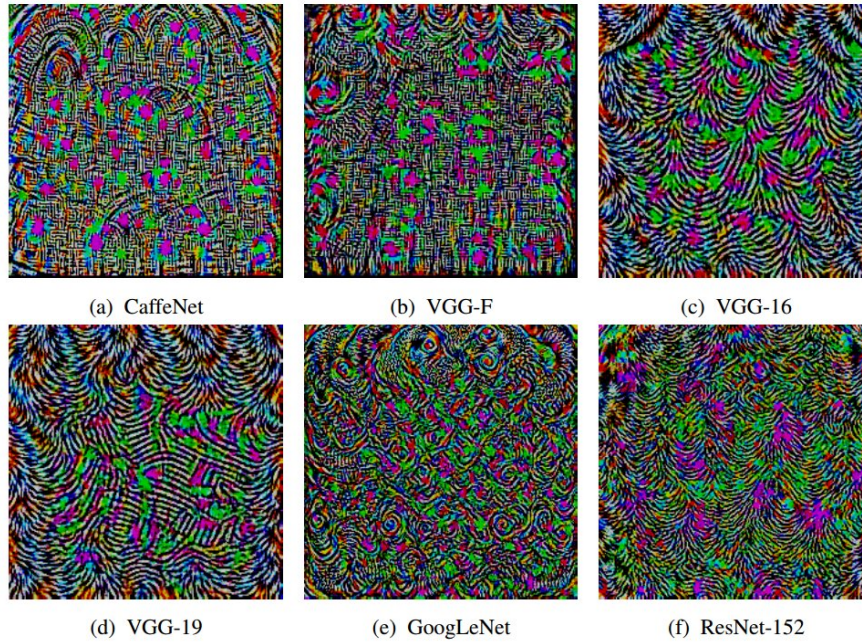 (a) CaffeNet
(b) VGG-F
(c) VGG-16
(d) VGG-19
(e) GoogLeNet
(f) ResNet-152